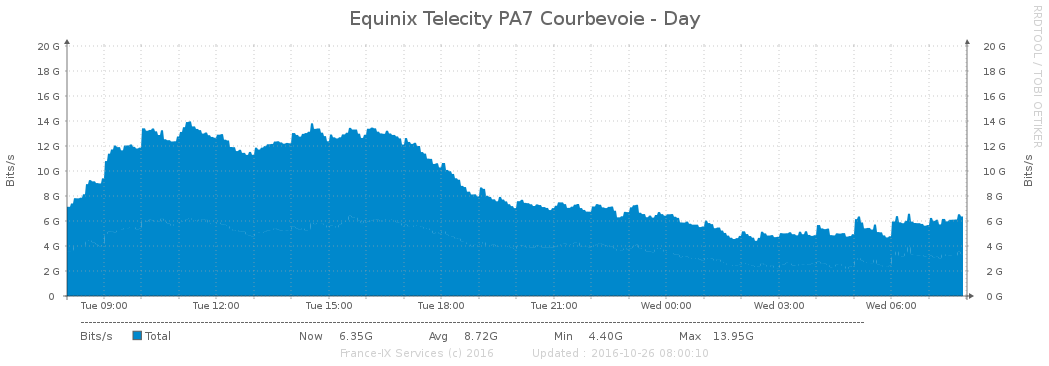 Equinix Telecity PA7 Courbevoie - Day
RRDTOOL / TOBI OETIKER
Bits/s
20 G 20 G
18 G 18 G
16 G 16 G
14 G 14 G
12 G 12 G
10 G 10 G
8 G 8 G
6 G 6 G
4 G 4 G
2 G 2 G
0 0 G
Bits/s
Tue 09:00 Tue 12:00 Tue 15:00 Tue 18:00 Tue 21:00 Wed 00:00 Wed 03:00 Wed 06:00
Bits/s Total Now 6.35G Avg 8.72G Min 4.40G Max 13.95G
France-IX Services (c) 2016 Updated : 2016-10-26 08:00:10